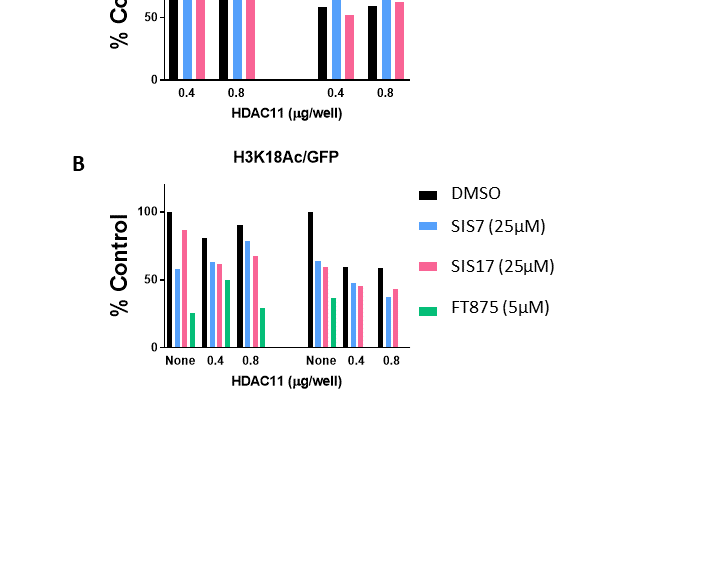 % Co
50
0
0.4 0.8 0.4 0.8
HDAC11 (μg/well)
B
H3K18Ac/GFP
% Control
100
50
0
None 0.4 0.8 None 0.4 0.8
HDAC11 (μg/well)
DMSO
SIS7 (25μM)
SIS17 (25μM)
FT875 (5μM)